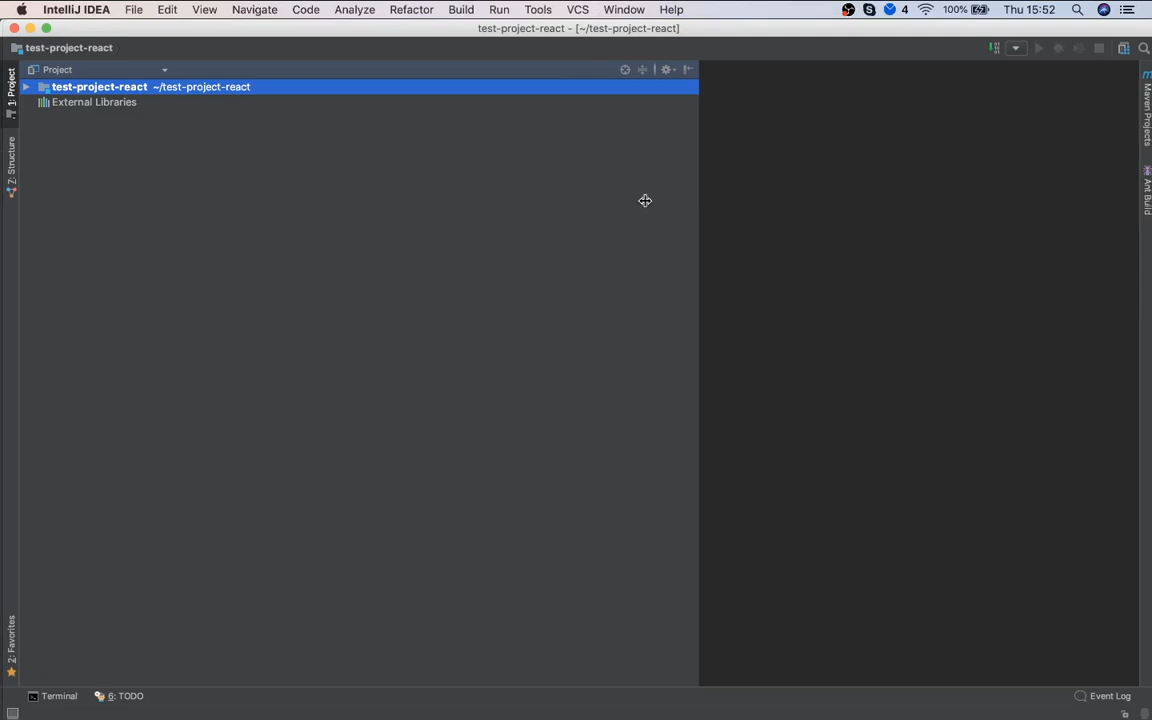 IntelliJ IDEA File Edit View Navigate Code Analyze Refactor Build Run Tools VCS Window Help 4 100% Thu 15:52
test-project-react - [~/test-project-react]
test-project-react
1: Project
Project
test-project-react ~/test-project-react
External Libraries
Maven Projects
7: Structure
Ant Build
2: Favorites
Terminal 6: TODO Event Log